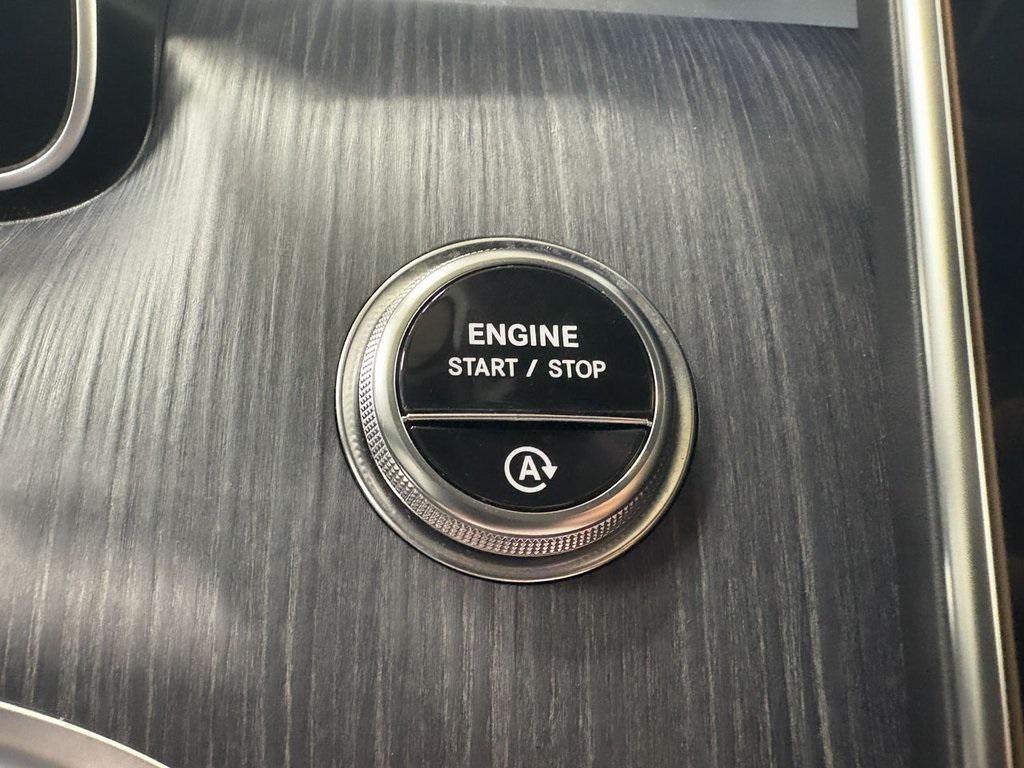 ENGINE
START / STOP
A